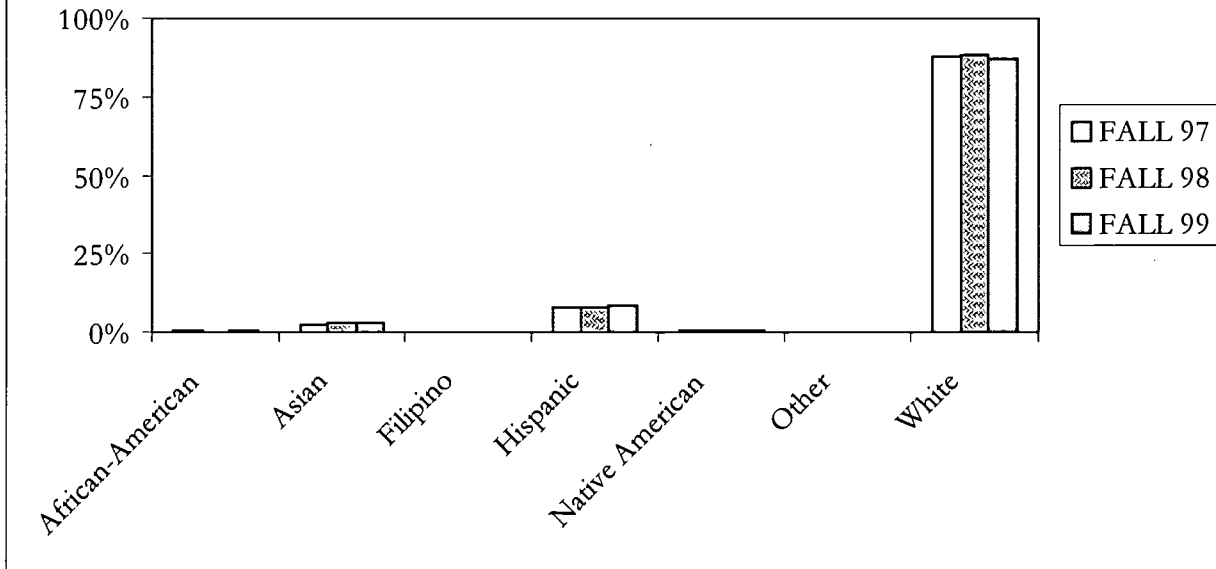 100%
75%
50%
25%
0%
African-American
Asian
Filipino
Hispanic
Native American
Other
White
FALL 97
FALL 98
FALL 99